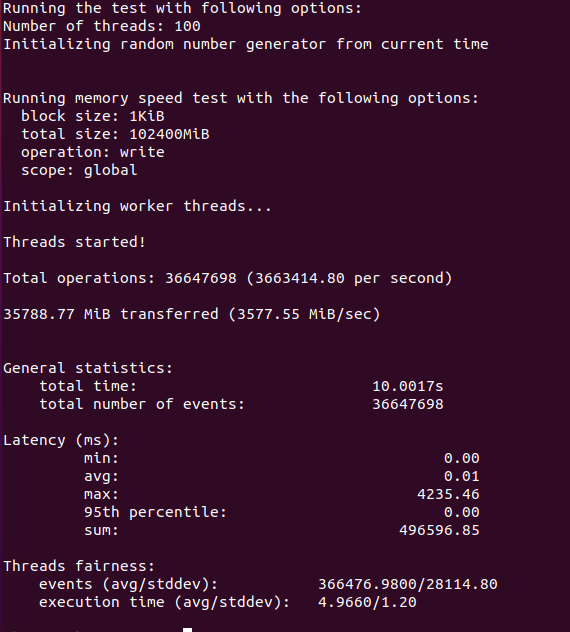 Running the test with following options:
Number of threads: 100
Initializing random number generator from current time
Running memory speed test with the following options:
block size: 1KiB
total size: 102400MiB
operation: write
scope: global
Initializing worker threads...
Threads started!
Total operations: 36647698 (3663414.80 per second)
35788.77 MiB transferred (3577.55 MiB/sec)
General statistics:
total time: 10.0017s
total number of events: 36647698
Latency (ms):
min: 0.00
avg: 0.01
max: 4235.46
95th percentile: 0.00
sum: 496596.85
Threads fairness:
events (avg/stddev): 366476.9800/28114.80
execution time (avg/stddev): 4.9660/1.20